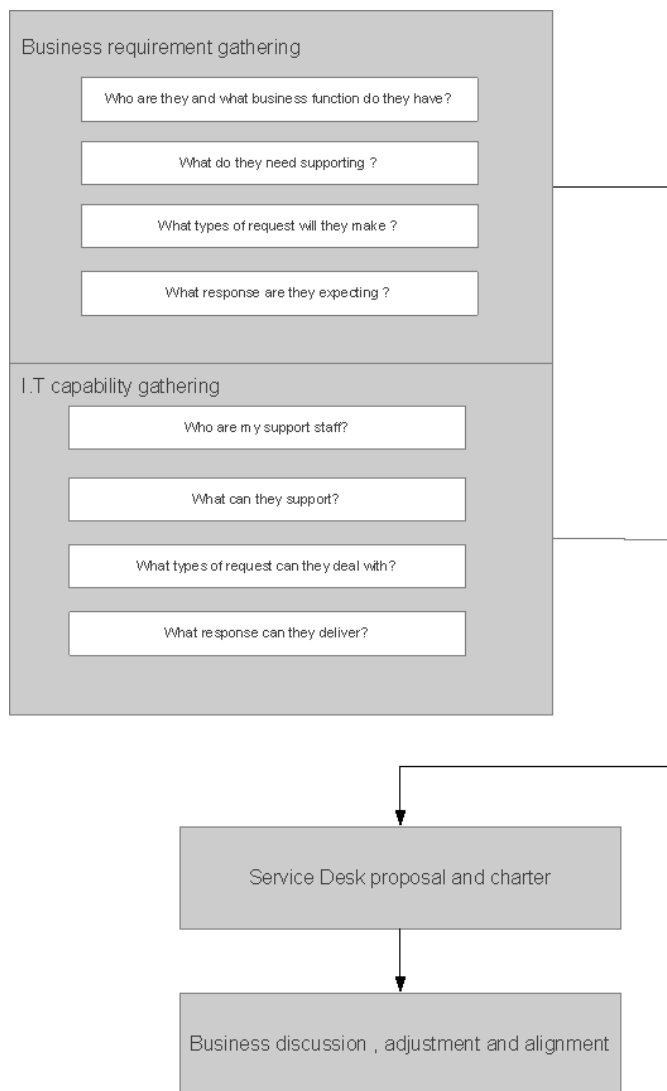 Business requirement gathering
Who are they and what business function do they have?
What do they need supporting ?
What types of request will they make ?
What response are they expecting ?
I.T capability gathering
Who are my support staff?
What can they support?
What types of request can they deal with?
What response can they deliver?
Service Desk proposal and charter
Business discussion , adjustment and alignment